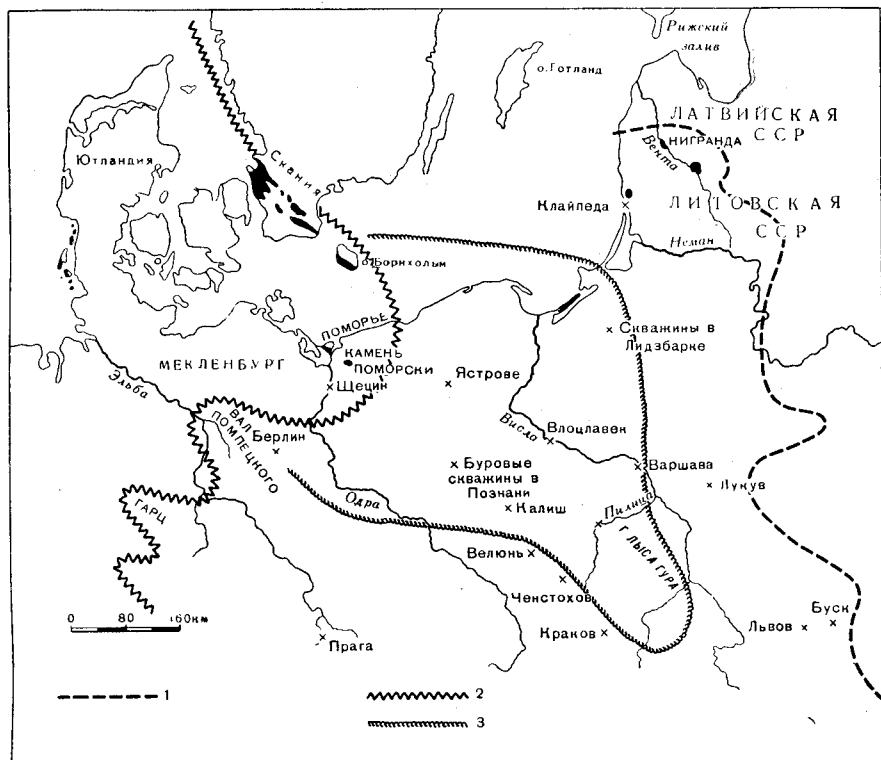 Рижский
залив
о.Готланд
ЛАТВИЙСКАЯ
ССР
НИГРАНДА
Вента
Ютландия
Скания
Клайпеда
ЛИТОВСКАЯ
ССР
Неман
о.Борнхольм
ПОМОРЬЕ
Скважины в
Лидзбарке
МЕКЛЕНБУРГ
КАМЕНЬ
ПОМОРСКИ
Щецин
Ястрове
Эльба
ВАЛ
ПОМПЕЦКОГО
Берлин
Висла
Влоцлавек
Буровые
скважины в
Познани
Варшава
Лукув
Одра
Калиш
Пилица
ГАРЦ
г ЛЫСА ГУРА
Велюнь
Ченстохов
0 80 160км
Прага
Краков
Львов
Буск
1
2
3